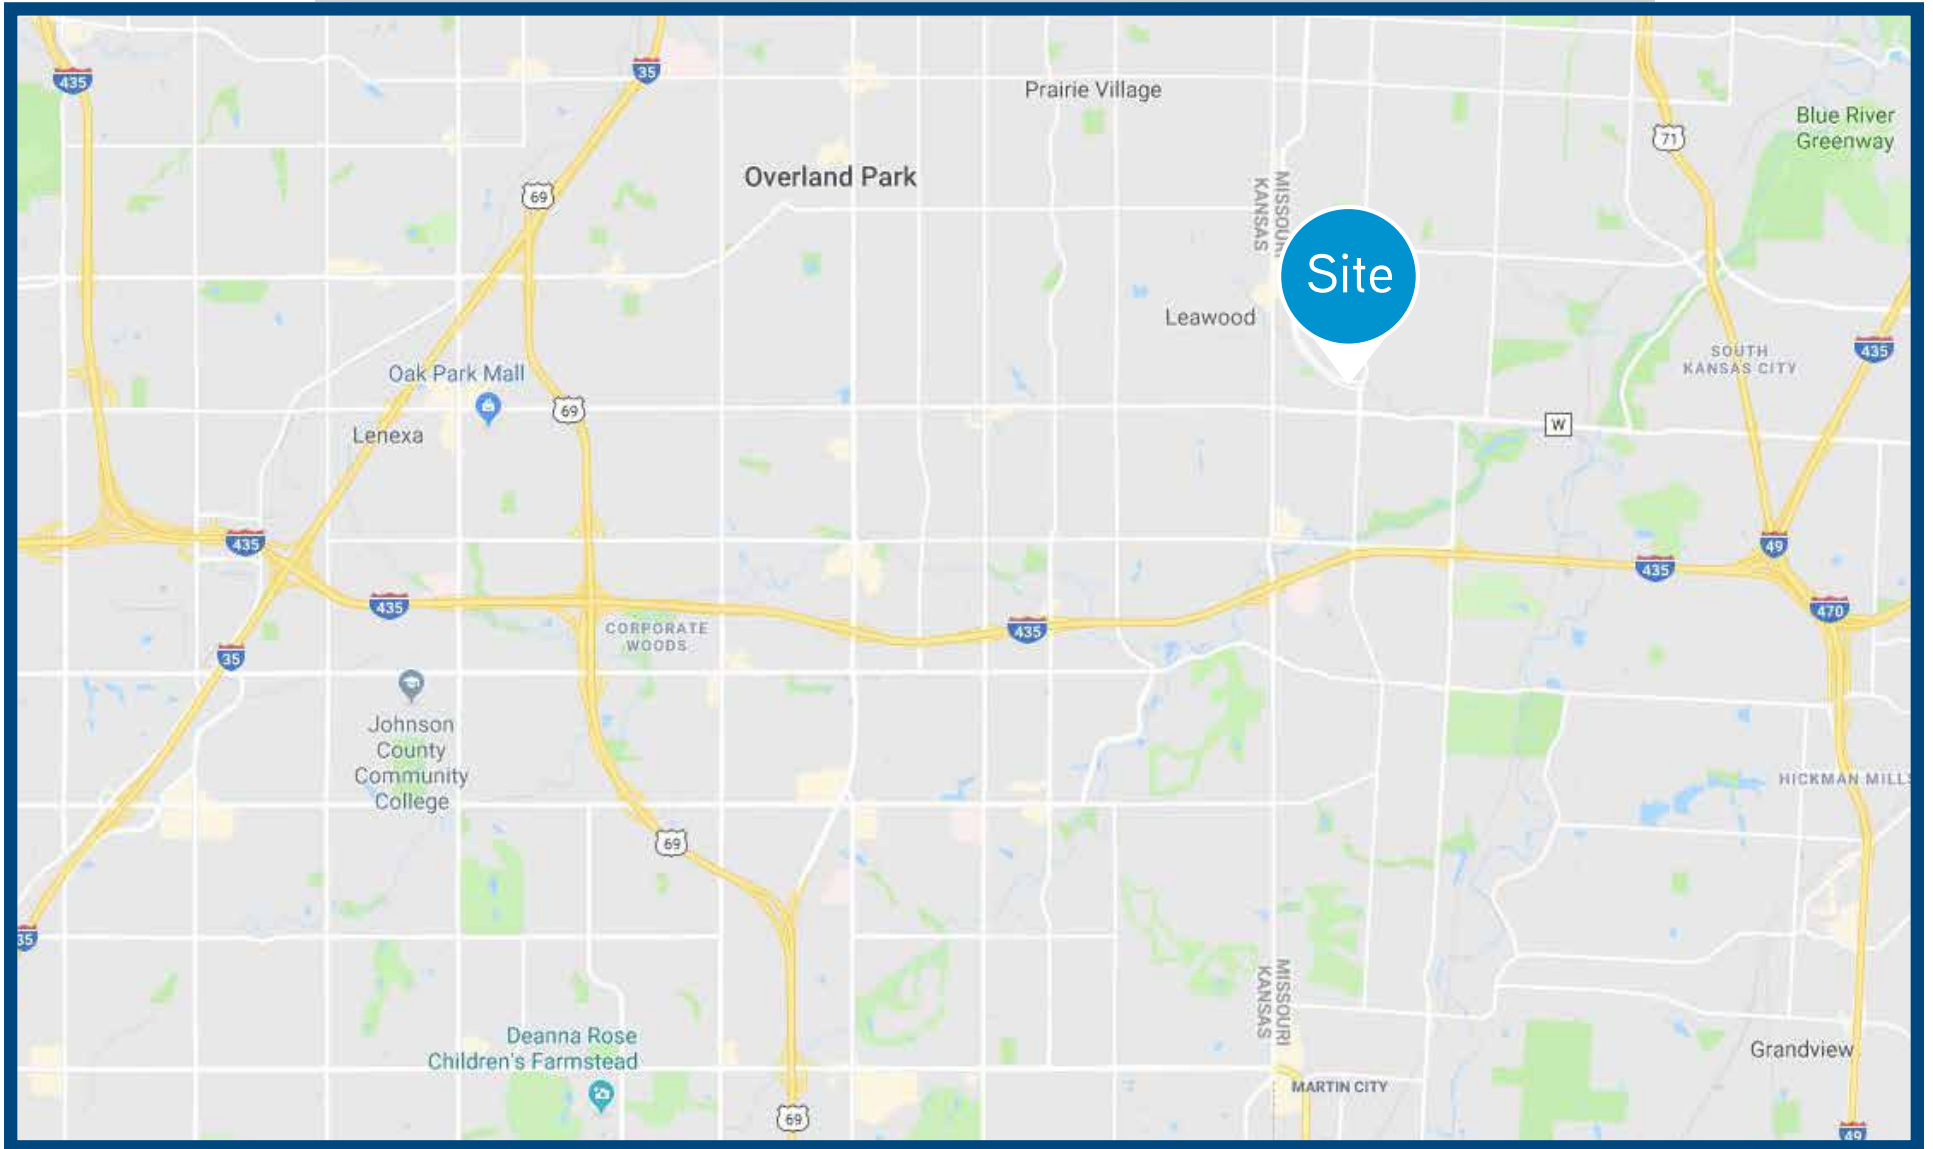 435
35
Prairie Village
71
Blue River
Greenway
Overland Park
69
MISSOURI
KANSAS
Site
Leawood
SOUTH
KANSAS CITY
435
Oak Park Mall
69
W
Lenexa
435
49
435
435
470
CORPORATE
WOODS
435
35
Johnson
County
Community
College
HICKMAN MILLS
69
35
MISSOURI
KANSAS
Deanna Rose
Children's Farmstead
Grandview
MARTIN CITY
69
49